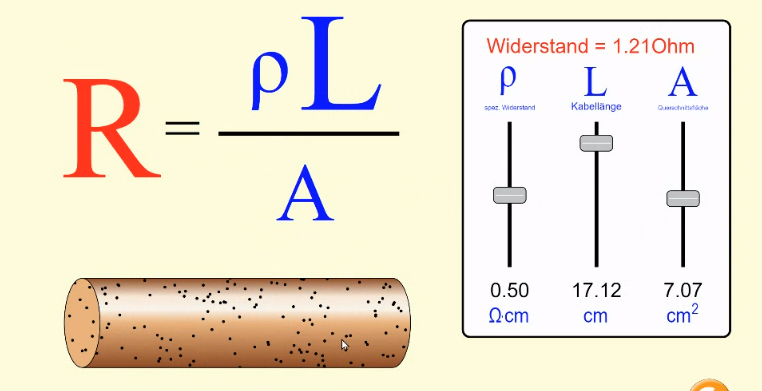 R = ρL
A
Widerstand = 1.21Ohm
ρ L A
spez. Widerstand Kabellänge Querschnittsfläche
0.50 17.12 7.07
Ω·cm cm cm²